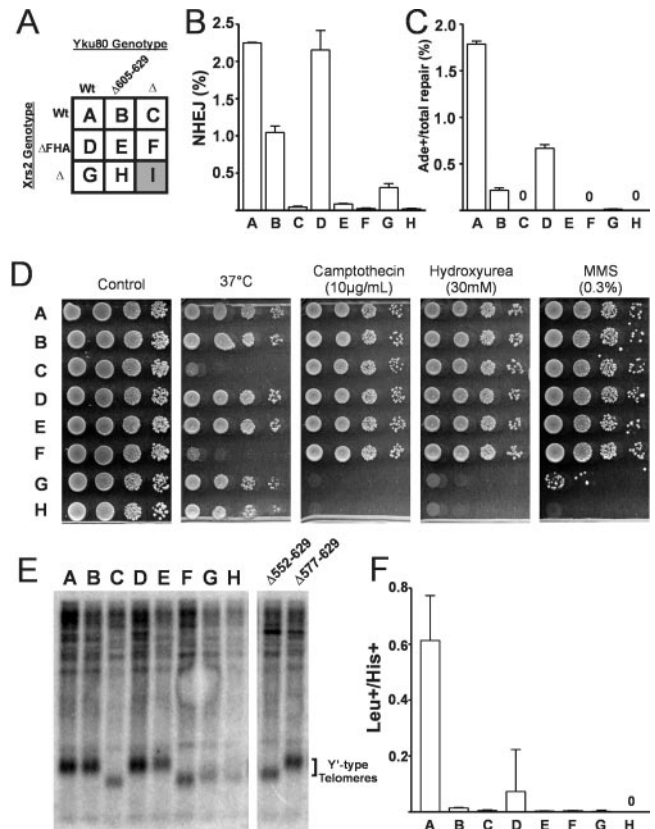 A
Yku80 Genotype
Wt
Δ605-629
Δ
Xrs2 Genotype
Wt
A B C
ΔFHA
D E F
Δ
G H I
B
NHEJ (%)
2.5
2.0
1.5
1.0
0.5
A B C D E F G H
C
Ade+/total repair (%)
2.0
1.5
1.0
0.5
0 0 0
A B C D E F G H
D
Control
37°C
Camptothecin
(10µg/mL)
Hydroxyurea
(30mM)
MMS
(0.3%)
A
B
C
D
E
F
G
H
E
A B C D E F G H
Δ552-629
Δ577-629
Y'-type
Telomeres
F
Leu+/His+
0.8
0.6
0.4
0.2
0
A B C D E F G H